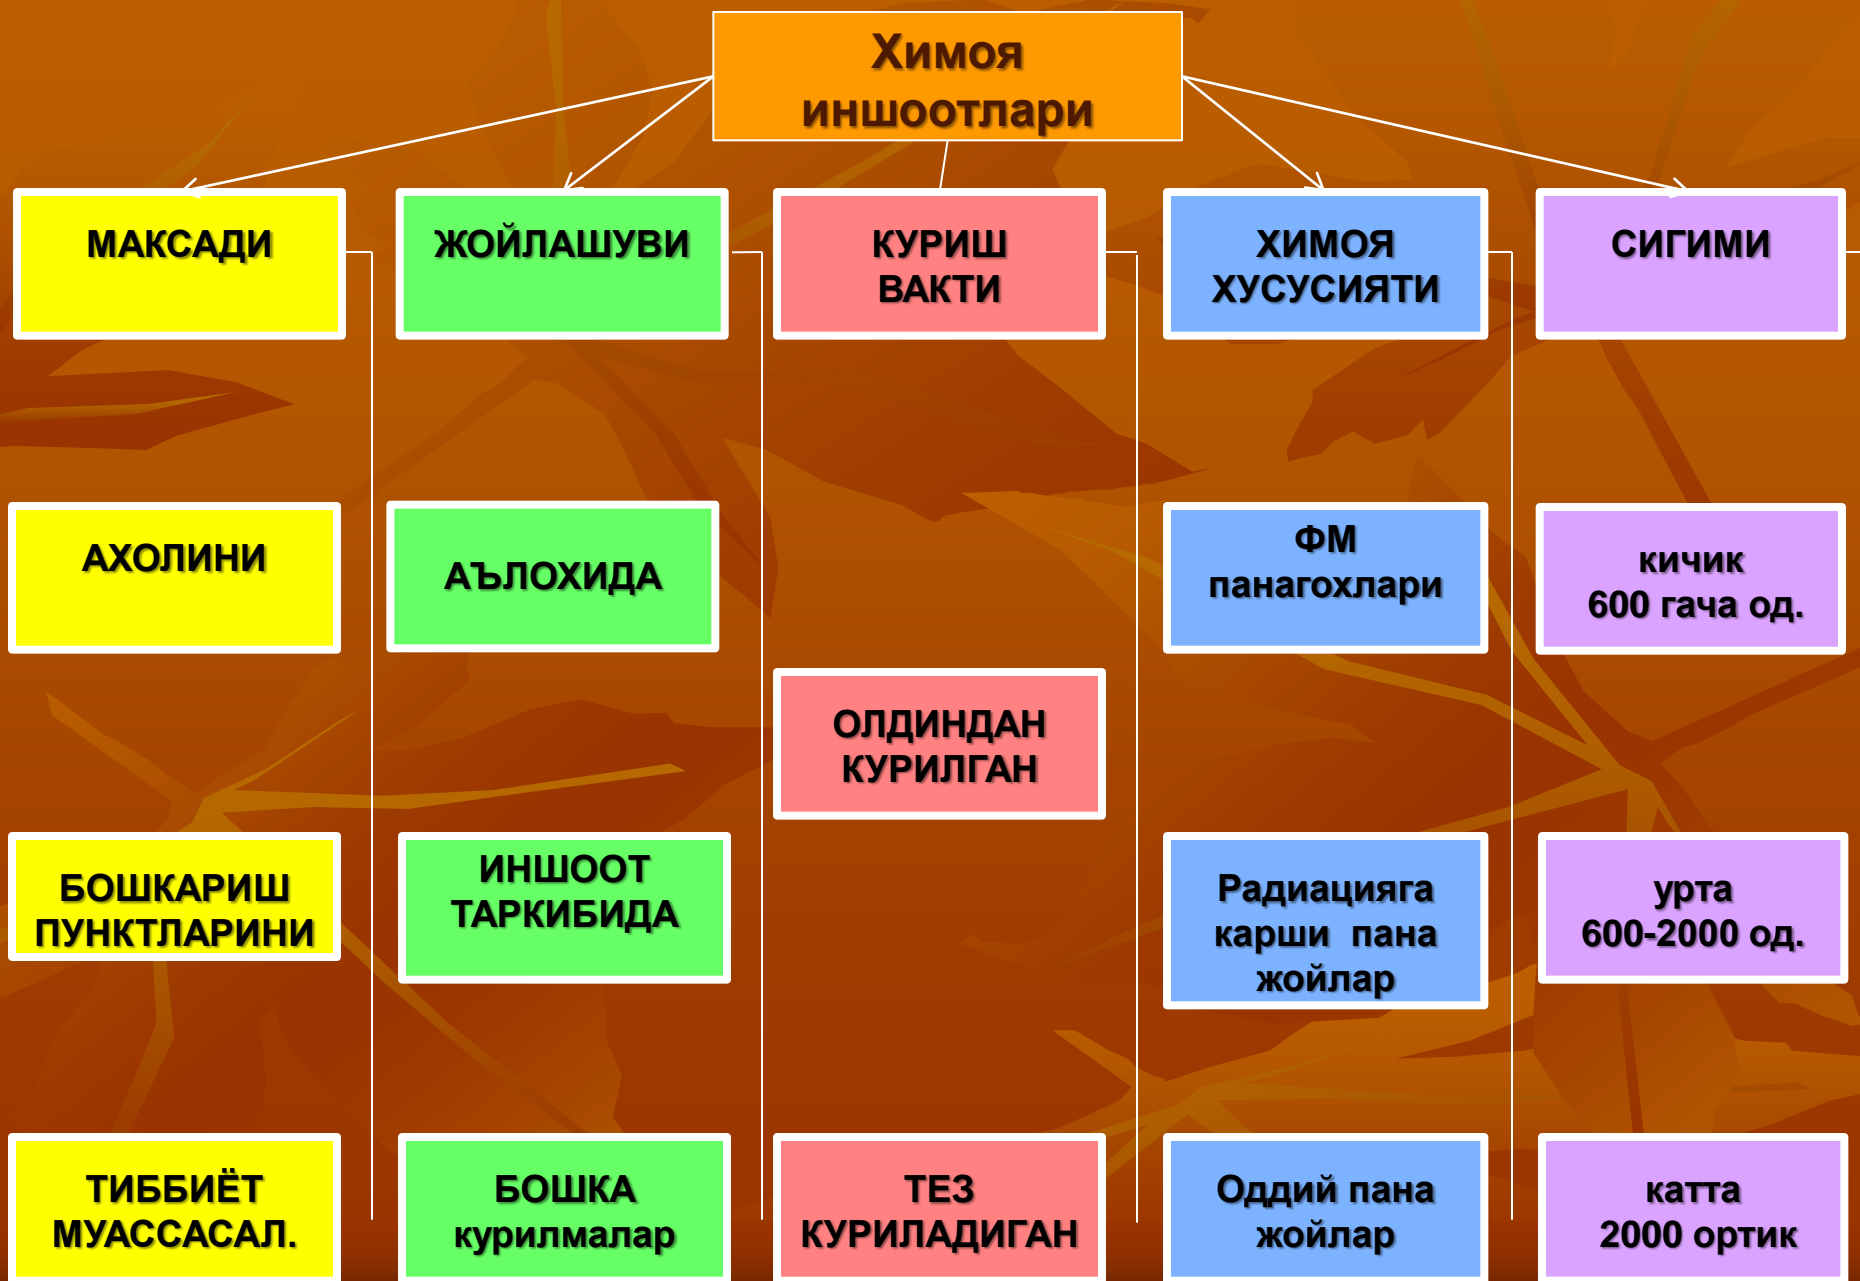 Химоя
иншоотлари
МАКСАДИ
ЖОЙЛАШУВИ
КУРИШ
ВАКТИ
ХИМОЯ
ХУСУСИЯТИ
СИГИМИ
АХОЛИНИ
АЪЛОХИДА
ФМ
панагохлари
кичик
600 гача од.
ОЛДИНДАН
КУРИЛГАН
БОШКАРИШ
ПУНКТЛАРИНИ
ИНШООТ
ТАРКИБИДА
Радиацияга
карши пана
жойлар
урта
600-2000 од.
ТИББИЁТ
МУАССАСАЛ.
БОШКА
курилмалар
ТЕЗ
КУРИЛАДИГАН
Оддий пана
жойлар
катта
2000 ортик